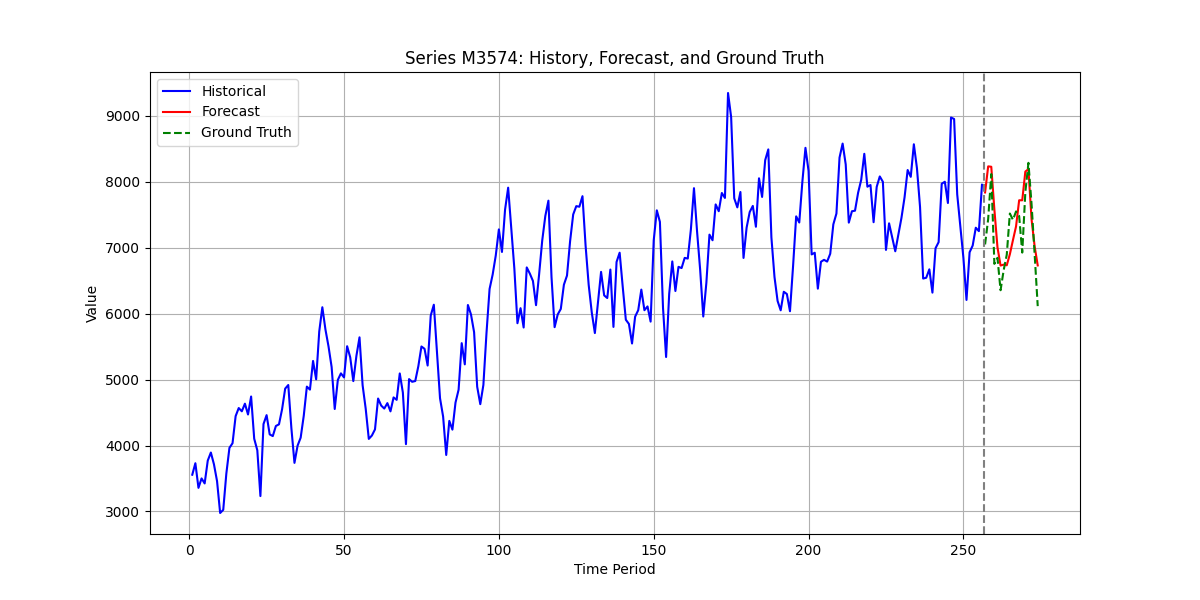 Series M3574: History, Forecast, and Ground Truth
Historical
Forecast
Ground Truth
9000
8000
7000
6000
5000
4000
3000
Value
0 50 100 150 200 250
Time Period